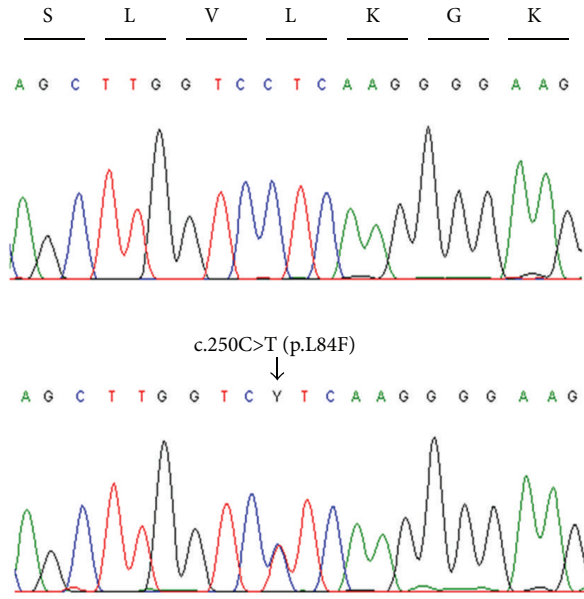 S L V L K G K
A G C T T G G T C C T C A A G G G G A A G
c.250C>T (p.L84F)
A G C T T G G T C Y T C A A G G G G A A G